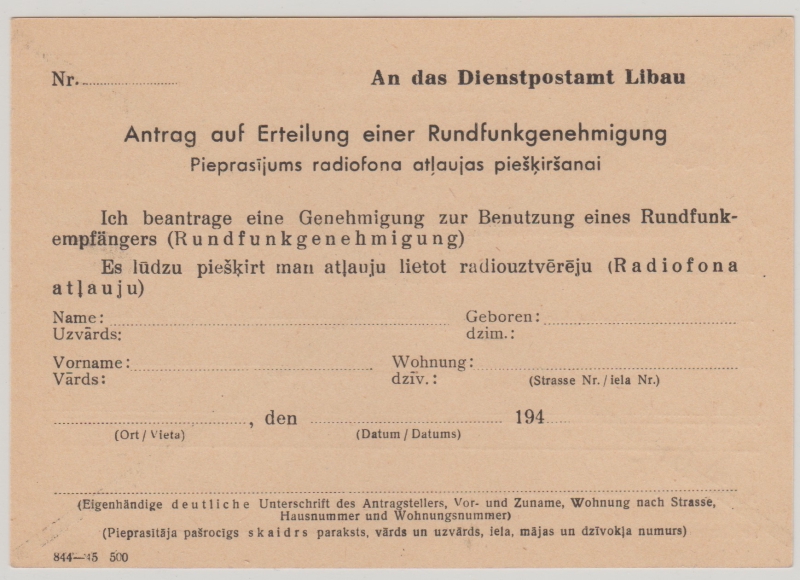 Nr. An das Dienstpostamt Libau
Antrag auf Erteilung einer Rundfunkgenehmigung
Pieprasījums radiofona atļaujas piešķiršanai
Ich beantrage eine Genehmigung zur Benutzung eines Rundfunk-
empfängers (Rundfunkgenehmigung)
Es lūdzu piešķirt man atļauju lietot radiouztvērēju (Radiofona
atļauju)
Name: Geboren:
Uzvārds: dzim.:
Vorname: Wohnung:
Vārds: dzīv.: (Strasse Nr. / iela Nr.)
, den 194
(Ort / Vieta) (Datum / Datums)
(Eigenhändige deutliche Unterschrift des Antragstellers, Vor- und Zuname, Wohnung nach Strasse,
Hausnummer und Wohnungsnummer)
(Pieprasītāja pašrocīgs skaidrs paraksts, vārds un uzvārds, iela, mājas un dzīvokļa numurs)
844—45 500